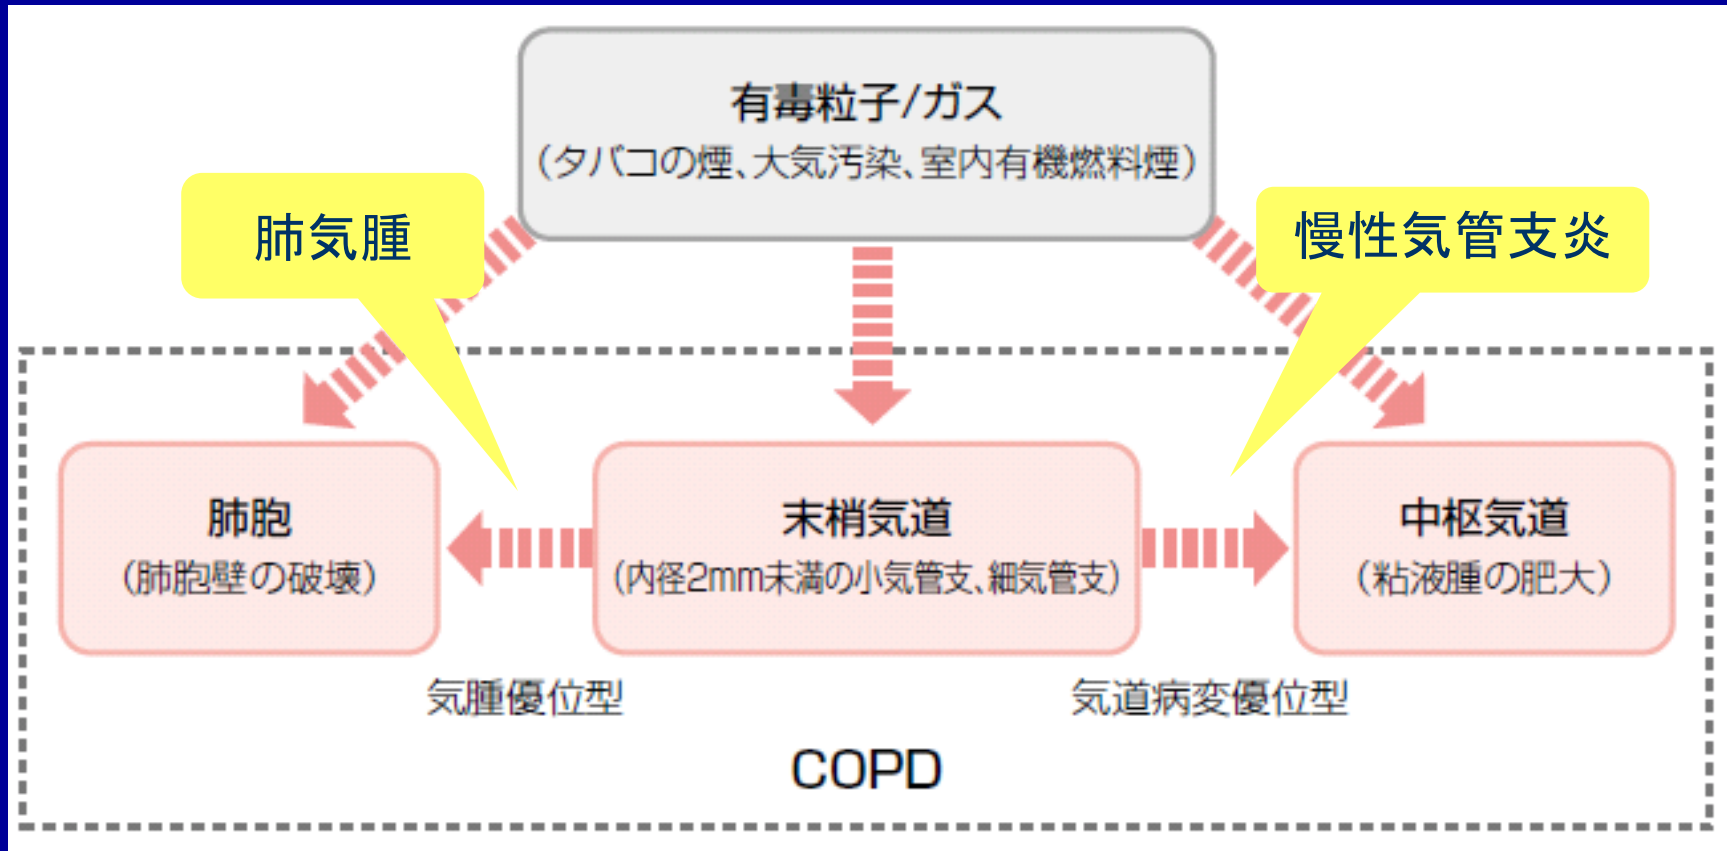 有毒粒子/ガス
（タバコの煙、大気汚染、室内有機燃料煙）
肺気腫
慢性気管支炎
肺胞
（肺胞壁の破壊）
末梢気道
（内径2mm未満の小気管支、細気管支）
中枢気道
（粘液腫の肥大）
気腫優位型
気道病変優位型
COPD